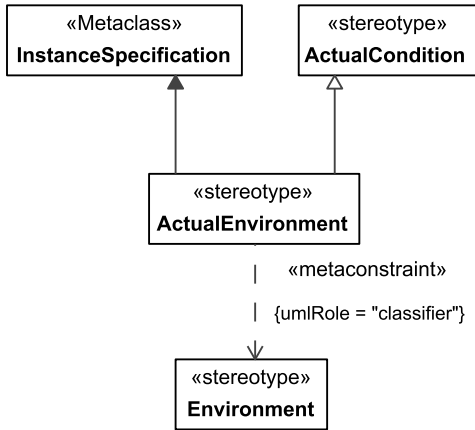 «Metaclass»
InstanceSpecification
«stereotype»
ActualCondition
«stereotype»
ActualEnvironment
«metaconstraint»
{umlRole = "classifier"}
«stereotype»
Environment